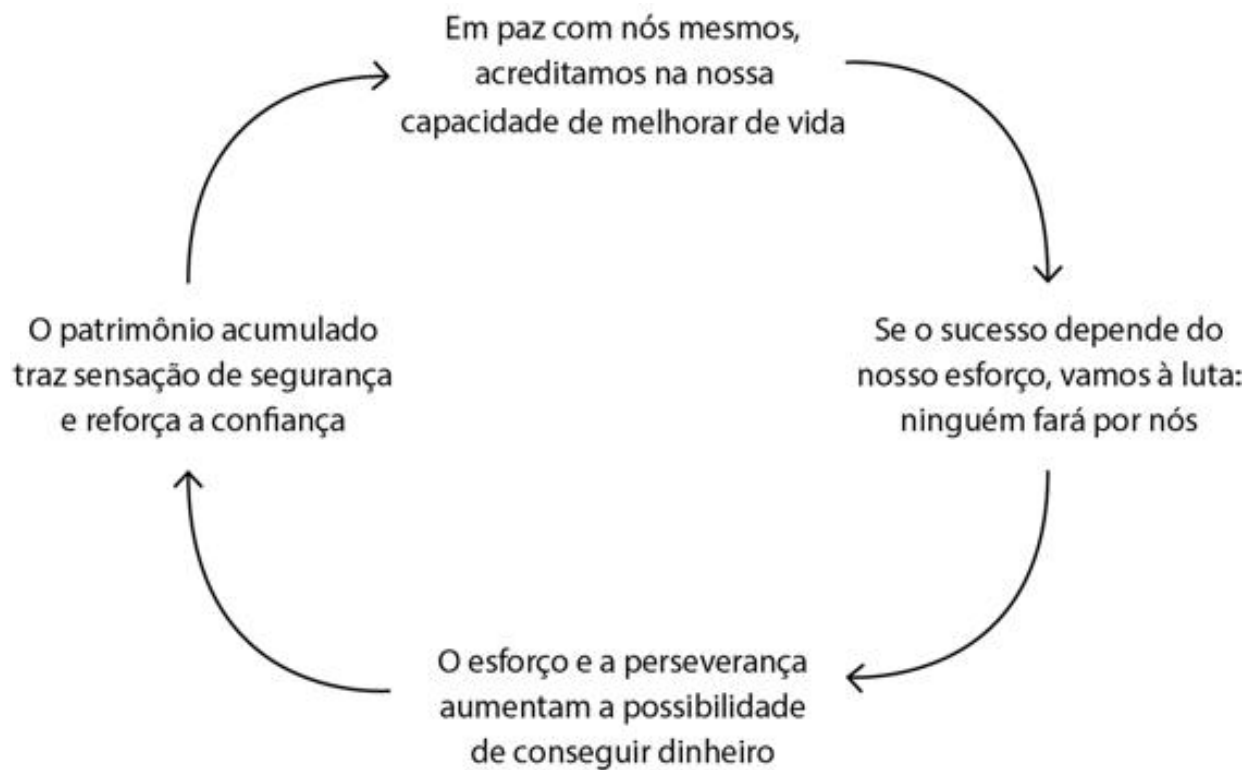 Em paz com nós mesmos,
acreditamos na nossa
capacidade de melhorar de vida
Se o sucesso depende do
nosso esforço, vamos à luta:
ninguém fará por nós
O esforço e a perseverança
aumentam a possibilidade
de conseguir dinheiro
O patrimônio acumulado
traz sensação de segurança
e reforça a confiança